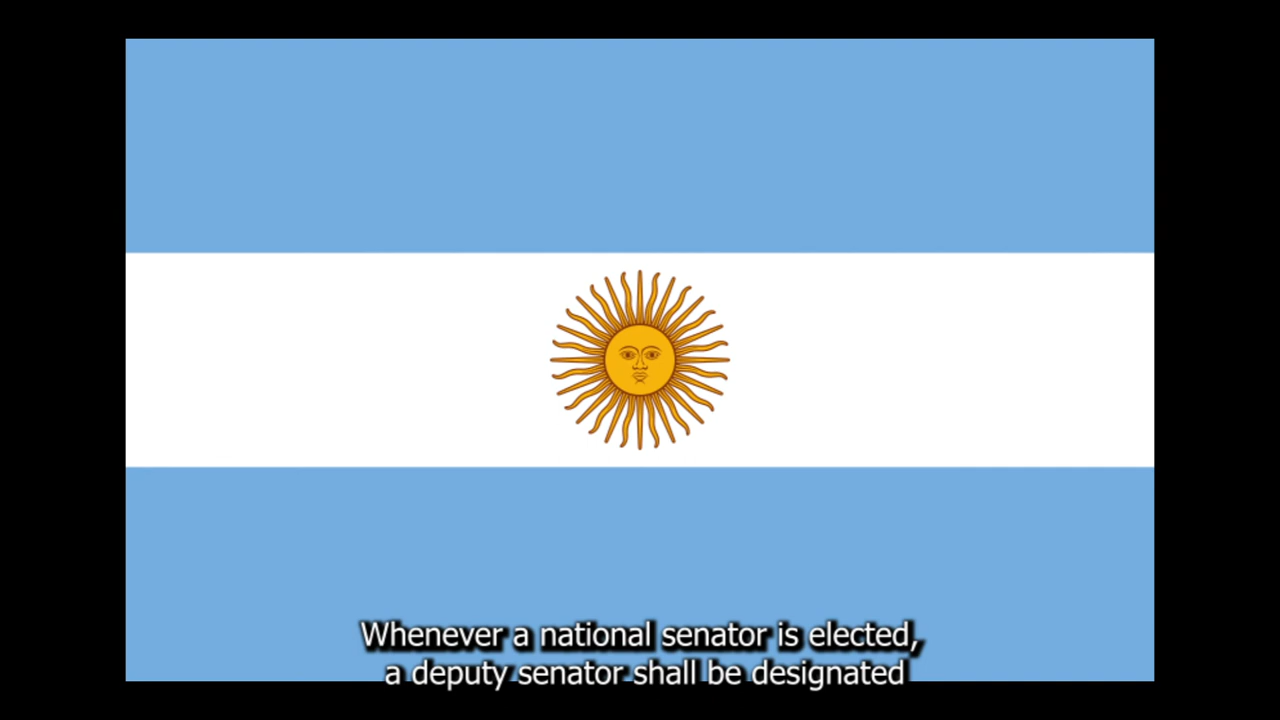 Whenever a national senator is elected,
a deputy senator shall be designated